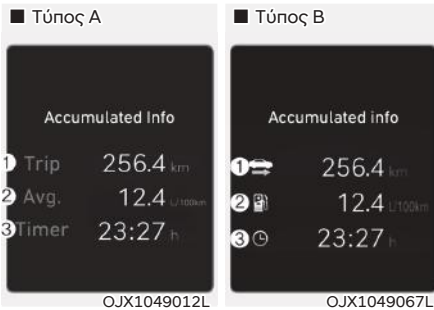 ■ Τύπος A
Accumulated Info
① Trip 256.4 km
② Avg. 12.4 L/100km
③ Timer 23:27 h
OJX1049012L
■ Τύπος B
Accumulated info
① 256.4 km
② 12.4 L/100km
③ 23:27 h
OJX1049067L